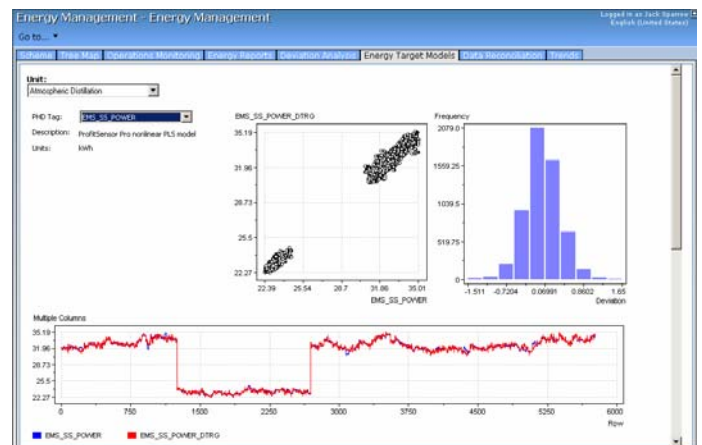 Energy Management - Energy Management
Logged in as Jack Sparrow
English (United States)
Go to...
Scheme Tree Map Operations Monitoring Energy Reports Deviation Analysis Energy Target Models Data Reconciliation Trends
Unit:
Atmospheric Distillation
PHD Tag: EMS_SS_POWER
Description: ProfitSensor Pro nonlinear PLS model
Units: kWh
EMS_SS_POWER_DTRG
35.19
31.96
28.73
25.5
22.27
22.39 25.54 28.7 31.86 35.01
EMS_SS_POWER
Frequency
2079.0
1559.25
1039.5
519.75
0
-1.511 -0.7204 0.06991 0.8602 1.65
Deviation
Multiple Columns
35.19
31.96
28.73
25.5
22.27
0 750 1500 2250 3000 3750 4500 5250 6000
Row
EMS_SS_POWER EMS_SS_POWER_DTRG